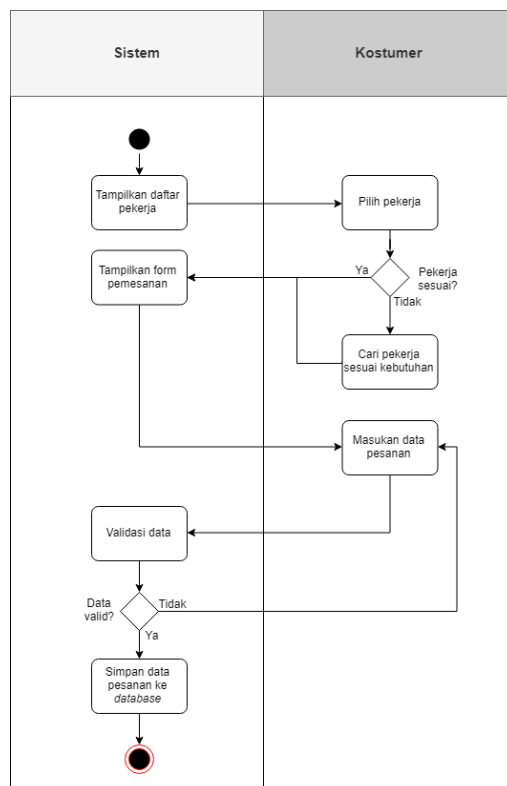 Sistem
Kostumer
Tampilkan daftar
pekerja
Pilih pekerja
Tampilkan form
pemesanan
Ya
Pekerja
sesuai?
Tidak
Cari pekerja
sesuai kebutuhan
Masukan data
pesanan
Validasi data
Data
valid?
Tidak
Ya
Simpan data
pesanan ke
database